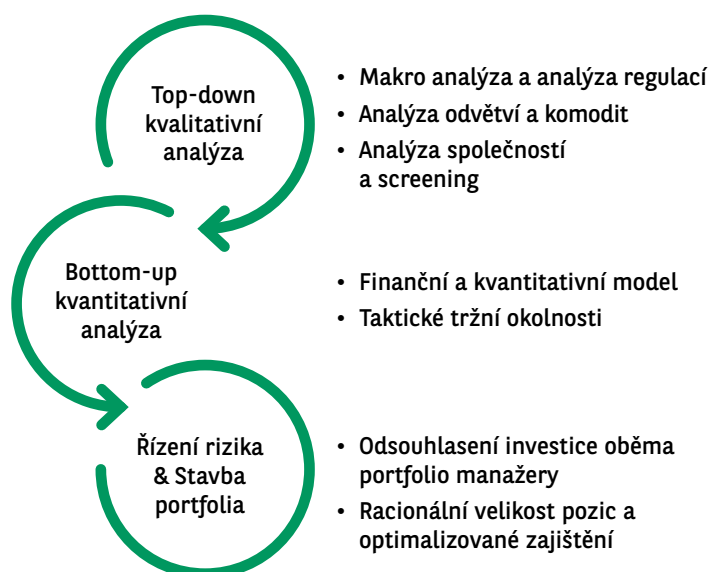 Top-down
kvalitativní
analýza
• Makro analýza a analýza regulací
• Analýza odvětví a komodit
• Analýza společností
a screening
Bottom-up
kvantitativní
analýza
• Finanční a kvantitativní model
• Taktické tržní okolnosti
Řízení rizika
& Stavba
portfolia
• Odsouhlasení investice oběma
portfolio manažery
• Racionální velikost pozic a
optimalizované zajištění